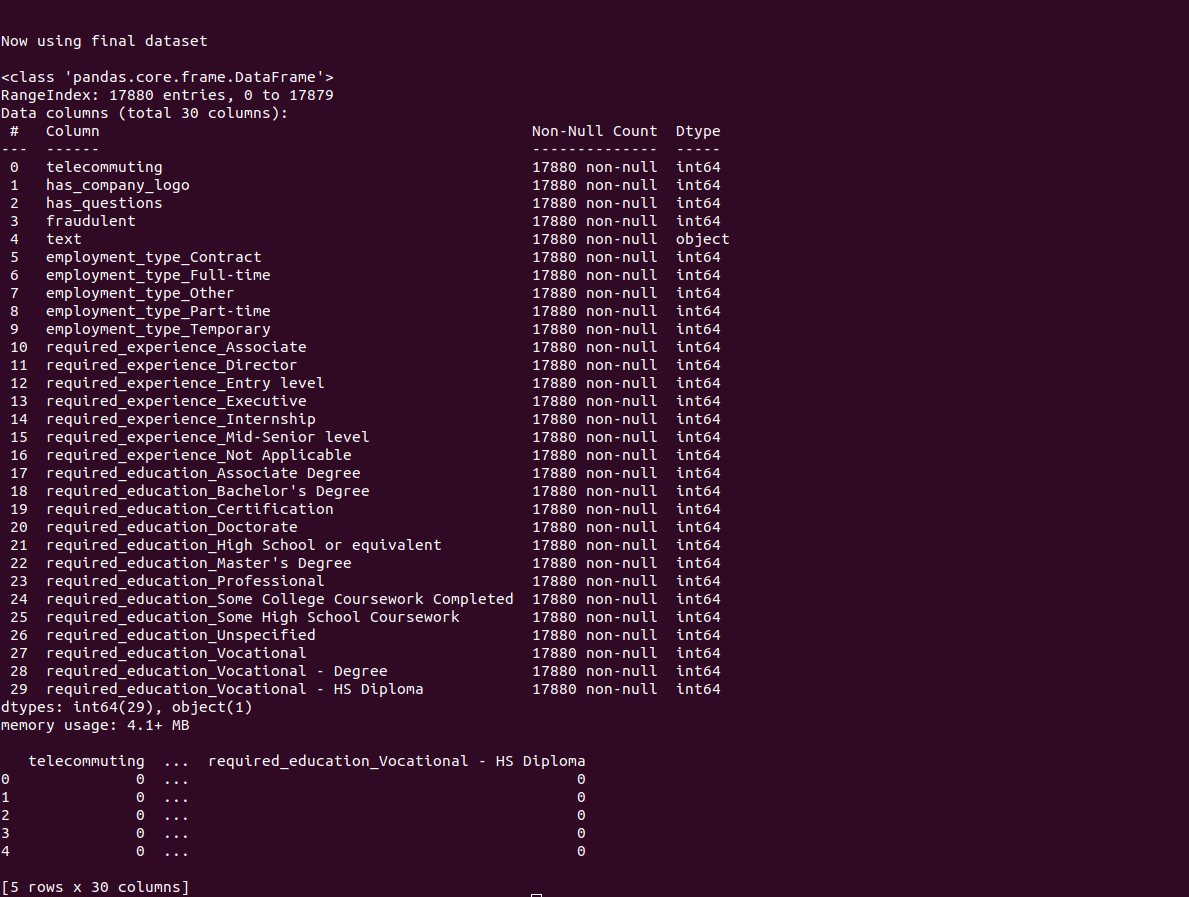 Now using final dataset
<class 'pandas.core.frame.DataFrame'>
RangeIndex: 17880 entries, 0 to 17879
Data columns (total 30 columns):
 #   Column                                              Non-Null Count  Dtype
---  ------                                              --------------  -----
 0   telecommuting                                       17880 non-null  int64
 1   has_company_logo                                    17880 non-null  int64
 2   has_questions                                       17880 non-null  int64
 3   fraudulent                                          17880 non-null  int64
 4   text                                                17880 non-null  object
 5   employment_type_Contract                            17880 non-null  int64
 6   employment_type_Full-time                           17880 non-null  int64
 7   employment_type_Other                               17880 non-null  int64
 8   employment_type_Part-time                           17880 non-null  int64
 9   employment_type_Temporary                           17880 non-null  int64
 10  required_experience_Associate                       17880 non-null  int64
 11  required_experience_Director                        17880 non-null  int64
 12  required_experience_Entry level                     17880 non-null  int64
 13  required_experience_Executive                       17880 non-null  int64
 14  required_experience_Internship                      17880 non-null  int64
 15  required_experience_Mid-Senior level                17880 non-null  int64
 16  required_experience_Not Applicable                  17880 non-null  int64
 17  required_education_Associate Degree                 17880 non-null  int64
 18  required_education_Bachelor's Degree                17880 non-null  int64
 19  required_education_Certification                    17880 non-null  int64
 20  required_education_Doctorate                        17880 non-null  int64
 21  required_education_High School or equivalent        17880 non-null  int64
 22  required_education_Master's Degree                  17880 non-null  int64
 23  required_education_Professional                     17880 non-null  int64
 24  required_education_Some College Coursework Completed  17880 non-null  int64
 25  required_education_Some High School Coursework      17880 non-null  int64
 26  required_education_Unspecified                      17880 non-null  int64
 27  required_education_Vocational                       17880 non-null  int64
 28  required_education_Vocational - Degree              17880 non-null  int64
 29  required_education_Vocational - HS Diploma          17880 non-null  int64
dtypes: int64(29), object(1)
memory usage: 4.1+ MB
   telecommuting  ...  required_education_Vocational - HS Diploma
0              0  ...                                           0
1              0  ...                                           0
2              0  ...                                           0
3              0  ...                                           0
4              0  ...                                           0
[5 rows x 30 columns]